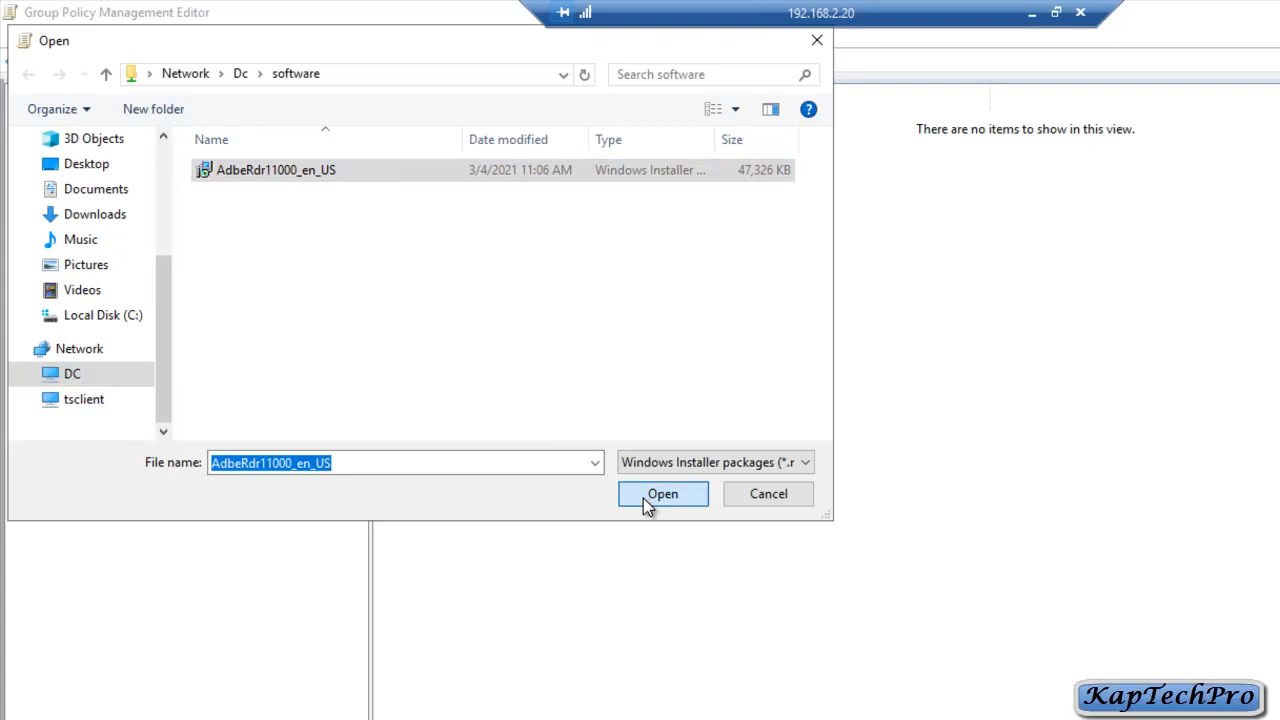 Group Policy Management Editor
192.168.2.20
Open
Network > Dc > software
Search software
Organize
New folder
3D Objects
Desktop
Documents
Downloads
Music
Pictures
Videos
Local Disk (C:)
Network
DC
tsclient
Name
Date modified
Type
Size
AdbeRdr11000_en_US
3/4/2021 11:06 AM
Windows Installer ...
47,326 KB
There are no items to show in this view.
File name:
AdbeRdr11000_en_US
Windows Installer packages (*.r
Open
Cancel
KapTechPro